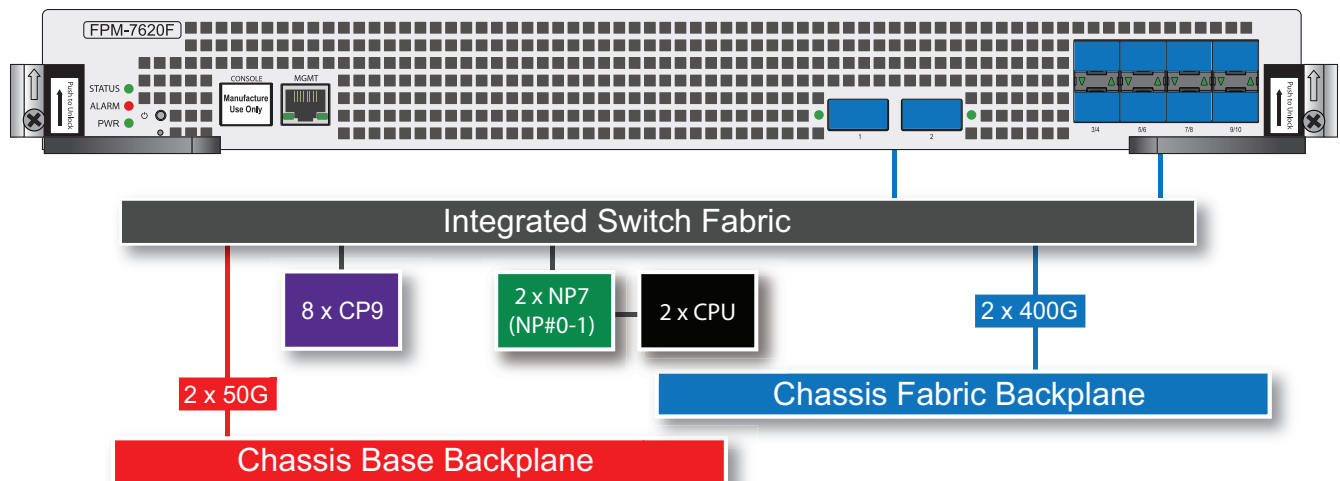 FPM-7620F
STATUS
ALARM
PWR
CONSOLE
Manufacture
Use Only
MGMT
Push to Unlock
1
2
3/4
5/6
7/8
9/10
Push to Unlock
Integrated Switch Fabric
8 x CP9
2 x NP7
(NP#0-1)
2 x CPU
2 x 400G
2 x 50G
Chassis Fabric Backplane
Chassis Base Backplane